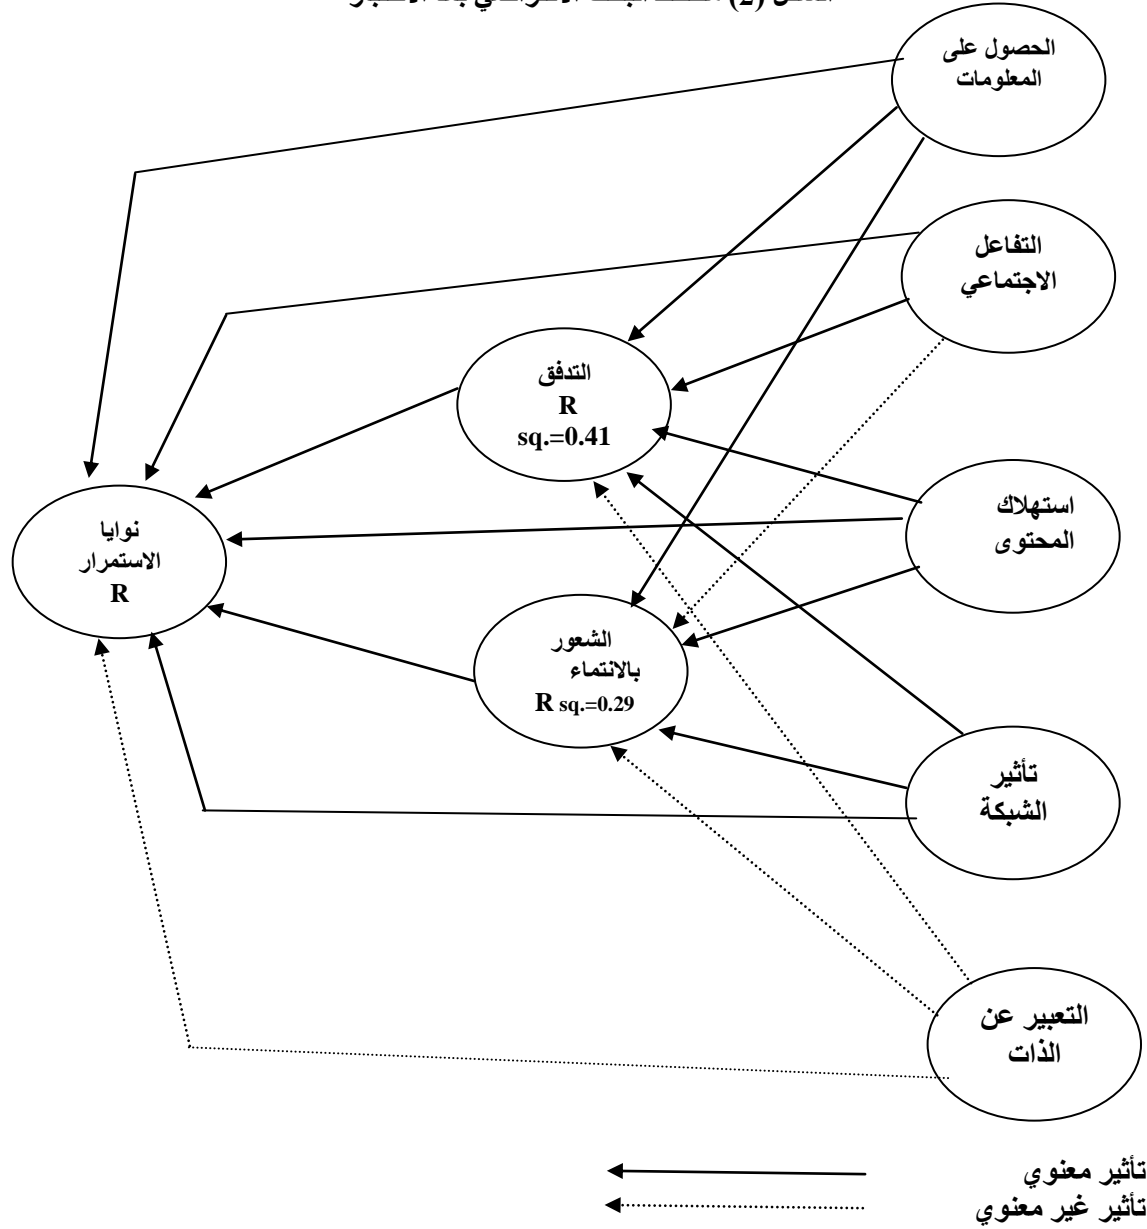 الحصول على
المعلومات
التفاعل
الاجتماعي
التدفق
R
sq.=0.41
استهلاك
المحتوى
نوايا
الاستمرار
R
الشعور
بالانتماء
R sq.=0.29
تأثير
الشبكة
التعبير عن
الذات
تأثير معنوي
تأثير غير معنوي